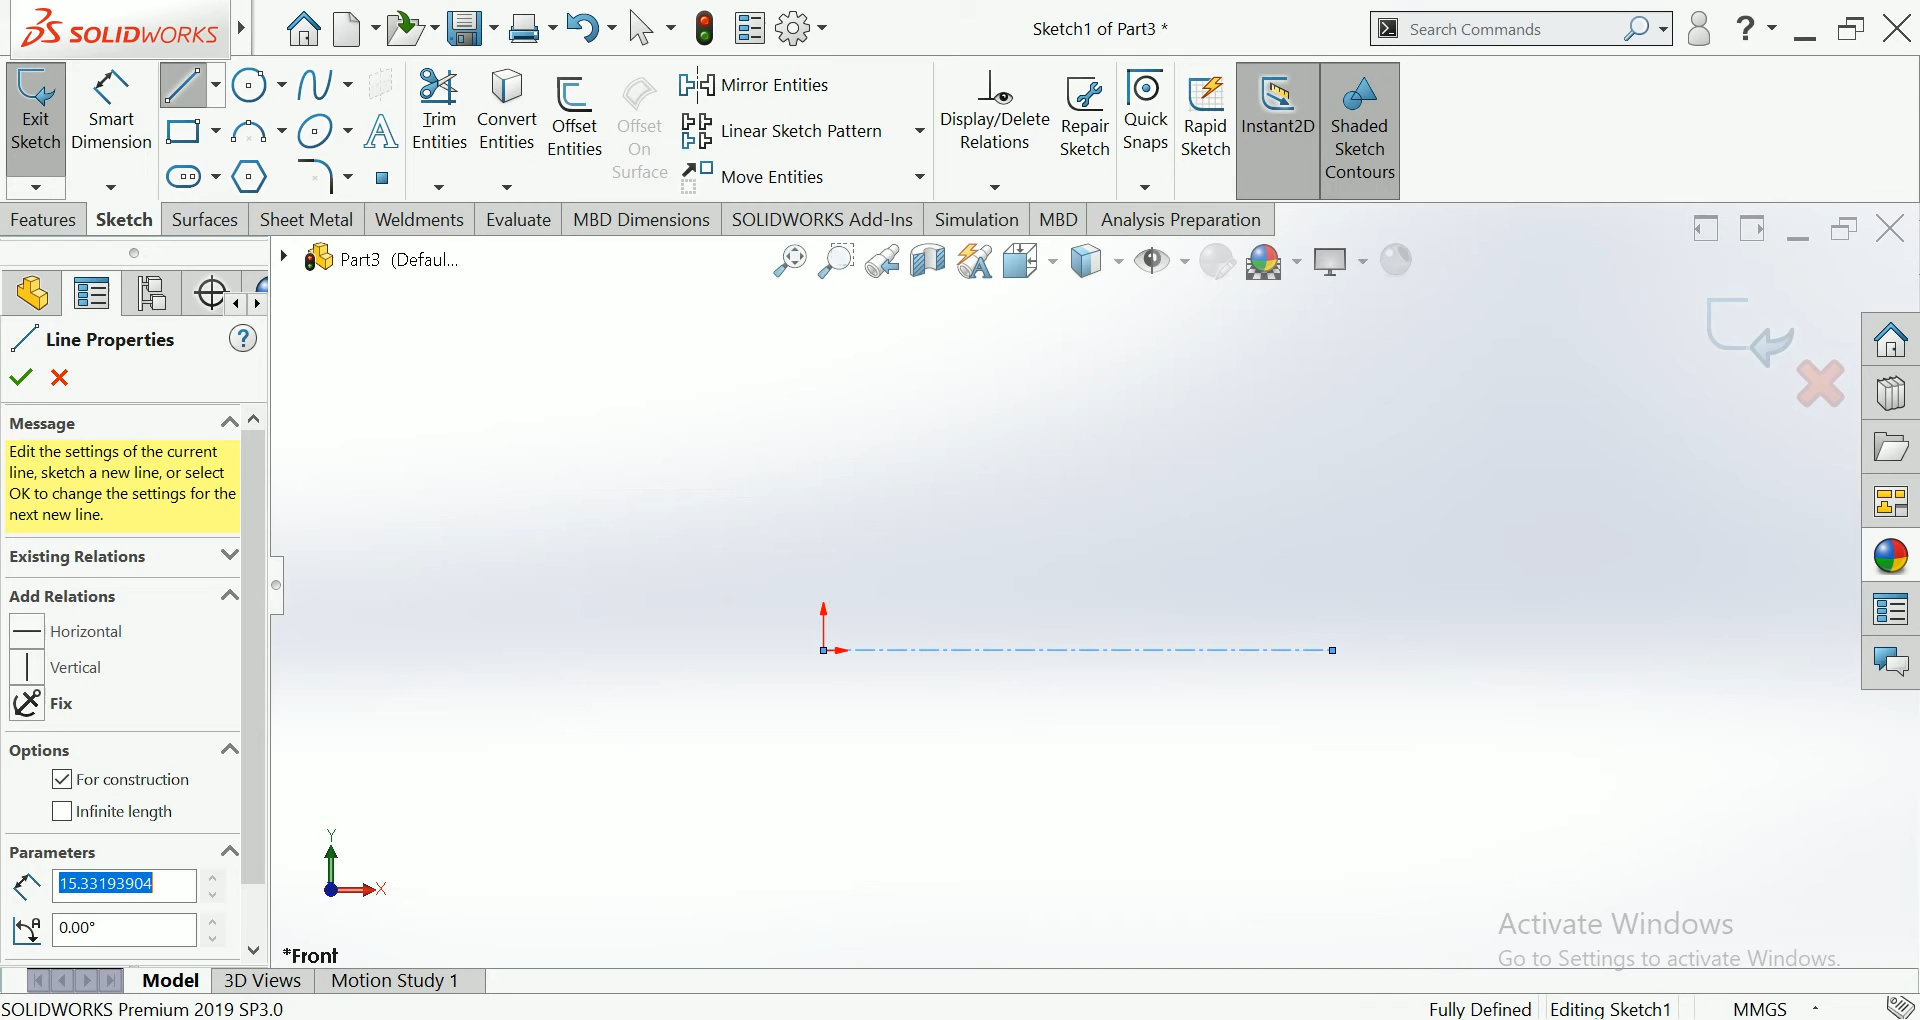 SOLIDWORKS
Sketch1 of Part3 *
Search Commands
?
Exit
Sketch
Smart
Dimension
Trim
Entities
Convert
Entities
Offset
Entities
Offset
On
Surface
Mirror Entities
Linear Sketch Pattern
Move Entities
Display/Delete
Relations
Repair
Sketch
Quick
Snaps
Rapid
Sketch
Instant2D
Shaded
Sketch
Contours
Features
Sketch
Surfaces
Sheet Metal
Weldments
Evaluate
MBD Dimensions
SOLIDWORKS Add-Ins
Simulation
MBD
Analysis Preparation
Part3 (Defaul...
Line Properties
?
Message
Edit the settings of the current
line, sketch a new line, or select
OK to change the settings for the
next new line.
Existing Relations
Add Relations
Horizontal
Vertical
Fix
Options
For construction
Infinite length
Parameters
15.33193904
0.00°
Y
X
*Front
Activate Windows
Go to Settings to activate Windows.
Model
3D Views
Motion Study 1
SOLIDWORKS Premium 2019 SP3.0
Fully Defined
Editing Sketch1
MMGS